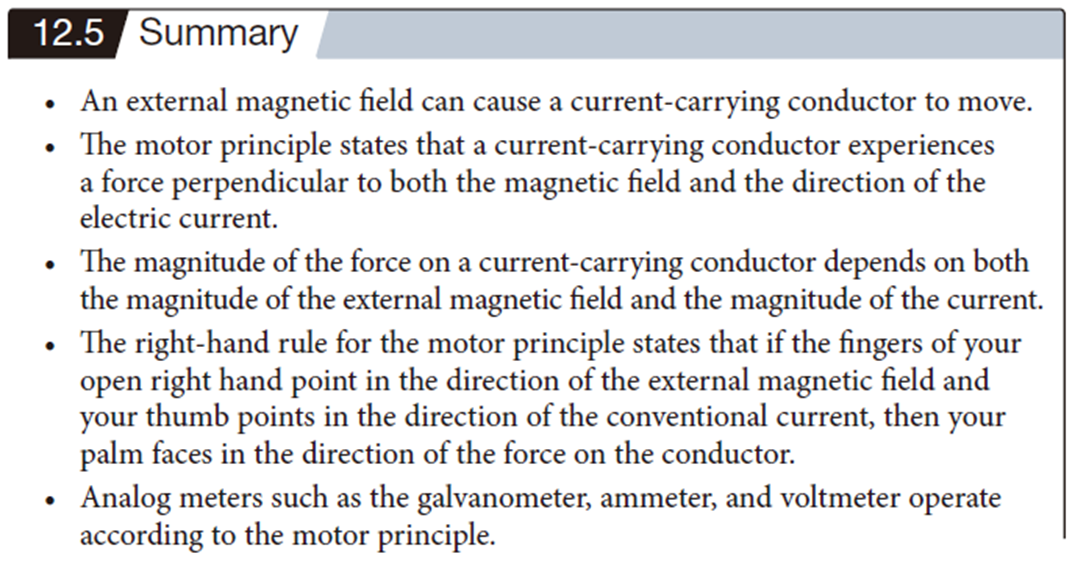 12.5 Summary
• An external magnetic field can cause a current-carrying conductor to move.
• The motor principle states that a current-carrying conductor experiences
a force perpendicular to both the magnetic field and the direction of the
electric current.
• The magnitude of the force on a current-carrying conductor depends on both
the magnitude of the external magnetic field and the magnitude of the current.
• The right-hand rule for the motor principle states that if the fingers of your
open right hand point in the direction of the external magnetic field and
your thumb points in the direction of the conventional current, then your
palm faces in the direction of the force on the conductor.
• Analog meters such as the galvanometer, ammeter, and voltmeter operate
according to the motor principle.